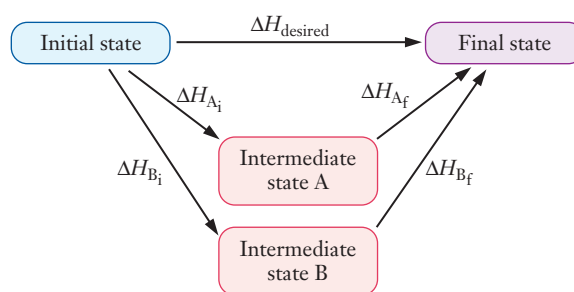 Initial state
ΔH_desired
Final state
ΔH_A_i
ΔH_A_f
Intermediate
state A
ΔH_B_i
ΔH_B_f
Intermediate
state B